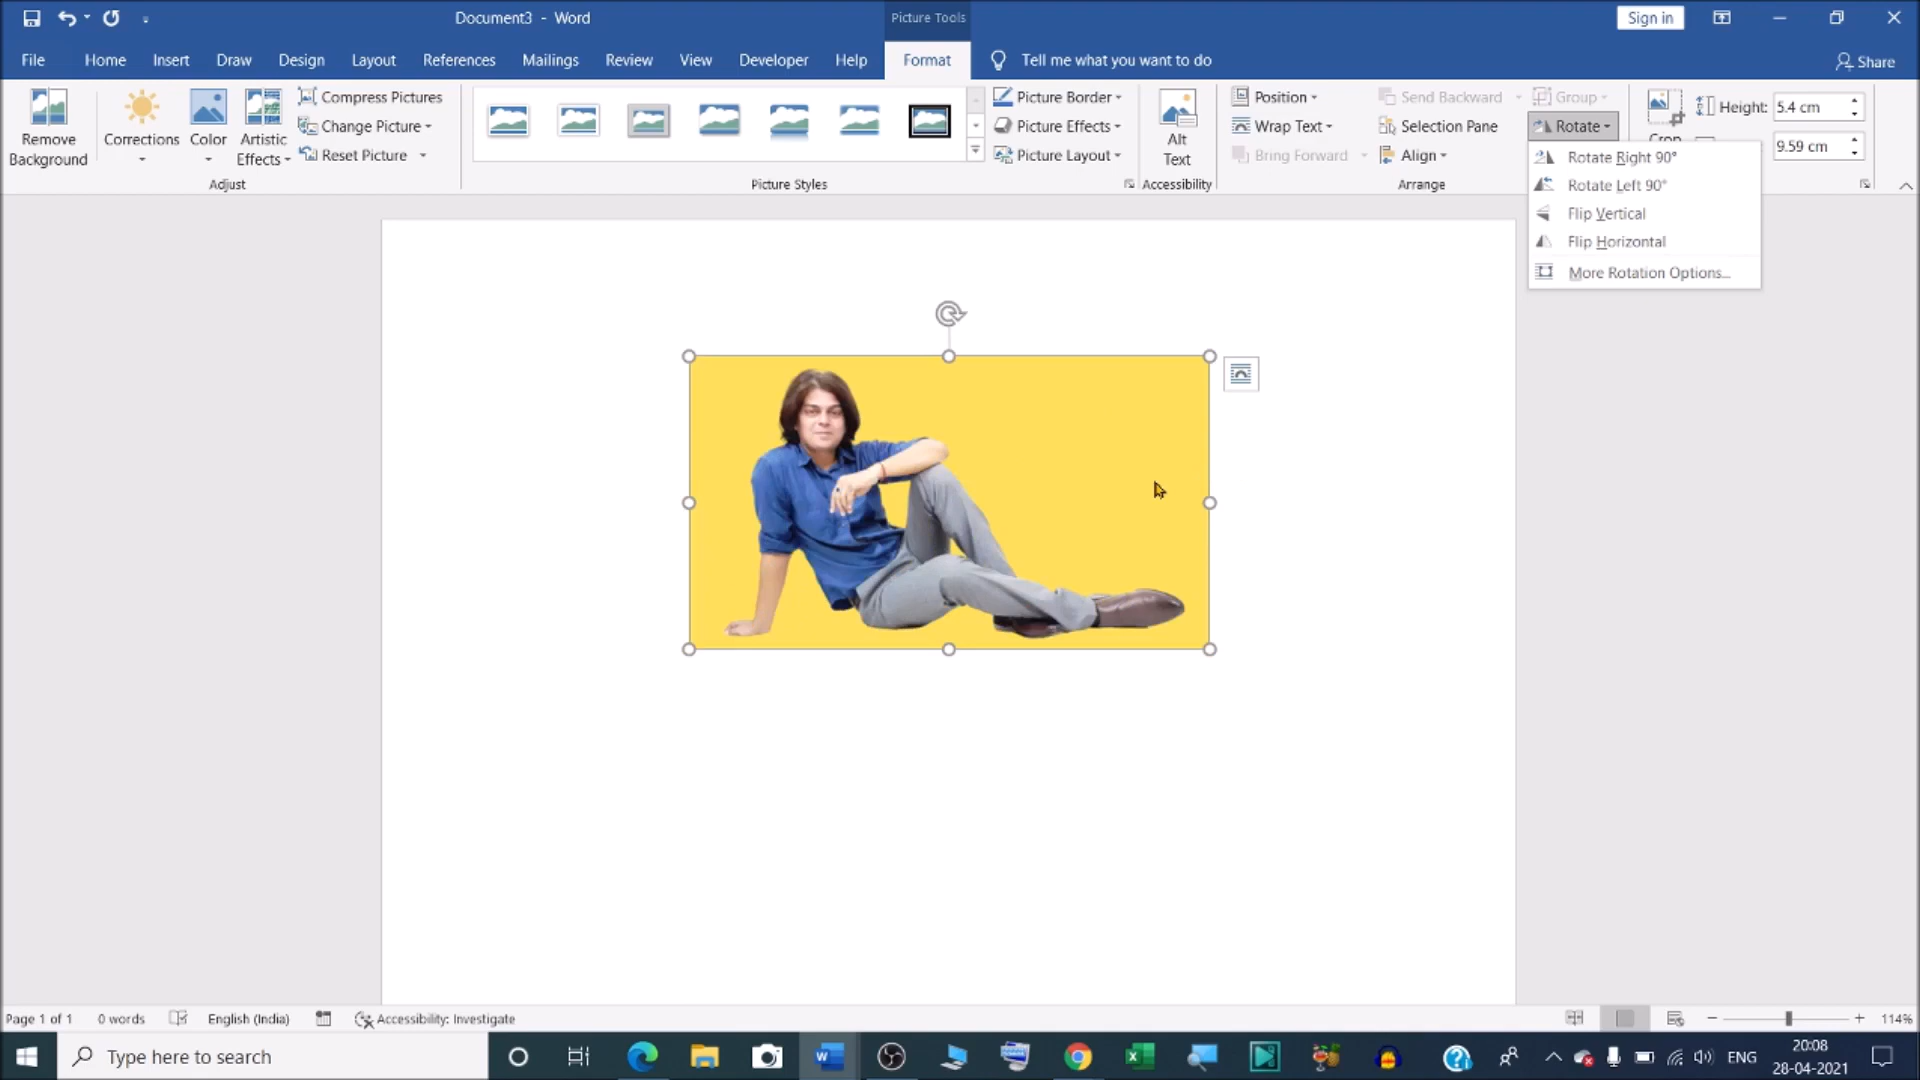 Document3 - Word
Picture Tools
Sign in
File Home Insert Draw Design Layout References Mailings Review View Developer Help Format Tell me what you want to do Share
Remove Background
Corrections
Color
Artistic Effects
Compress Pictures
Change Picture
Reset Picture
Adjust
Picture Styles
Picture Border
Picture Effects
Picture Layout
Alt Text
Accessibility
Position
Wrap Text
Bring Forward
Send Backward
Selection Pane
Align
Arrange
Group
Rotate
Crop
Height: 5.4 cm
9.59 cm
Rotate Right 90°
Rotate Left 90°
Flip Vertical
Flip Horizontal
More Rotation Options...
Page 1 of 1 0 words English (India) Accessibility: Investigate 114%
Type here to search
W
ENG
20:08
28-04-2021